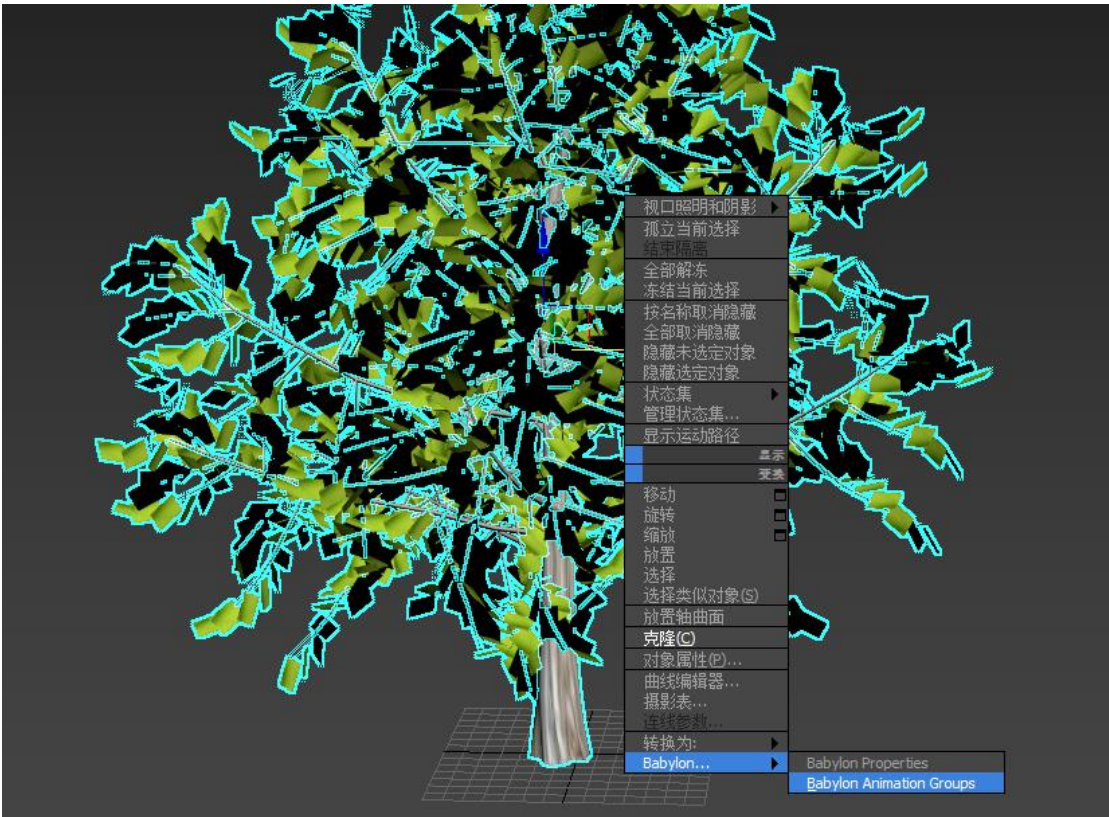 视口照明和阴影
孤立当前选择
结束隔离
全部解冻
冻结当前选择
按名称取消隐藏
全部取消隐藏
隐藏未选定对象
隐藏选定对象
状态集
管理状态集...
显示运动路径
显示
变换
移动
旋转
缩放
放置
选择
选择类似对象(S)
放置轴曲面
克隆(C)
对象属性(P)...
曲线编辑器...
摄影表...
连线参数...
转换为:
Babylon...
Babylon Properties
Babylon Animation Groups